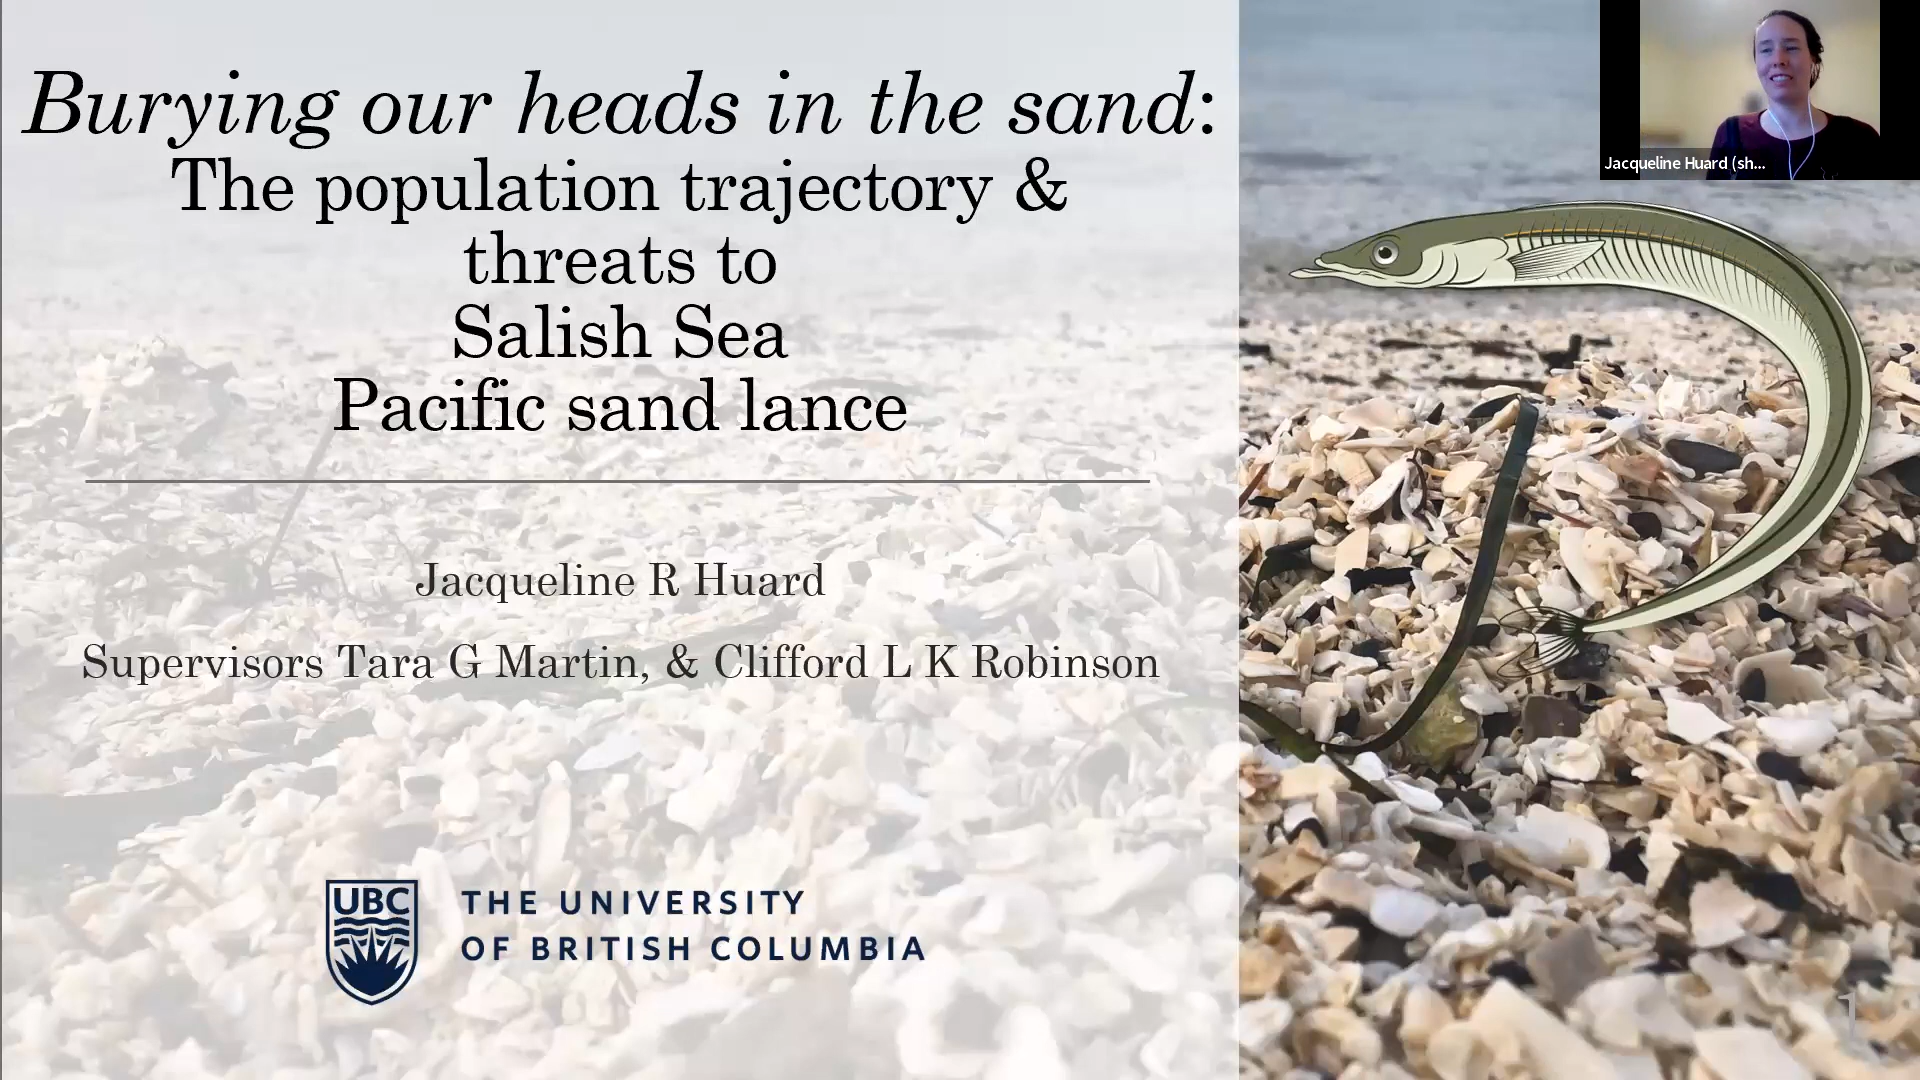 Burying our heads in the sand:
The population trajectory &
threats to
Salish Sea
Pacific sand lance
Jacqueline R Huard
Supervisors Tara G Martin, & Clifford L K Robinson
UBC
THE UNIVERSITY
OF BRITISH COLUMBIA
Jacqueline Huard (sh...
1